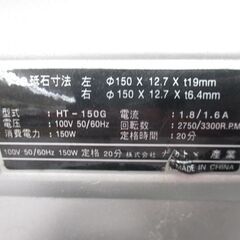 砥石寸法 左 Φ150 X 12.7 X t19mm
右 Φ150 X 12.7 X t6.4mm
型式: HT-150G 電流: 1.8/1.6A
電圧: 100V 50/60Hz 回転数: 2750/3300R.P.M
消費電力: 150W 定格: 20分
100V 50/60Hz 150W 定格 20分 株式会社 産業
MADE IN CHINA